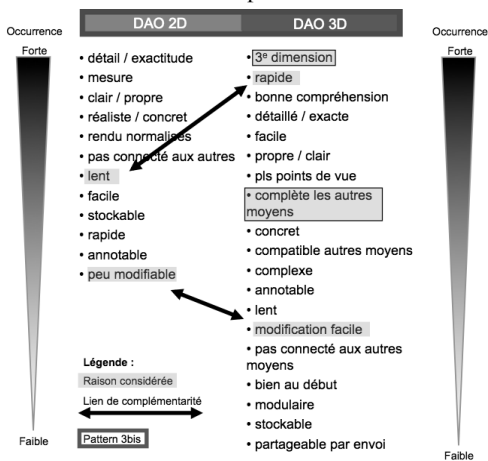 DAO 2D
DAO 3D
Occurrence
Forte
• détail / exactitude
• mesure
• clair / propre
• réaliste / concret
• rendu normalisés
• pas connecté aux autres
• lent
• facile
• stockable
• rapide
• annotable
• peu modifiable
• 3e dimension
• rapide
• bonne compréhension
• détaillé / exacte
• facile
• propre / clair
• pls points de vue
• complète les autres
moyens
• concret
• compatible autres moyens
• complexe
• annotable
• lent
• modification facile
• pas connecté aux autres
moyens
• bien au début
• modulaire
• stockable
• partageable par envoi
Occurrence
Forte
Légende :
Raison considérée
Lien de complémentarité
Pattern 3bis
Faible
Faible